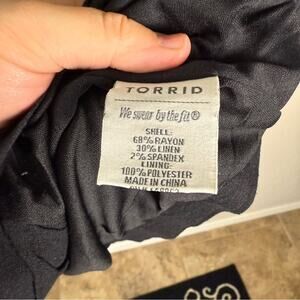 TORRID
We swear by the fit®
SHELL:
68% RAYON
30% LINEN
2% SPANDEX
LINING:
100% POLYESTER
MADE IN CHINA